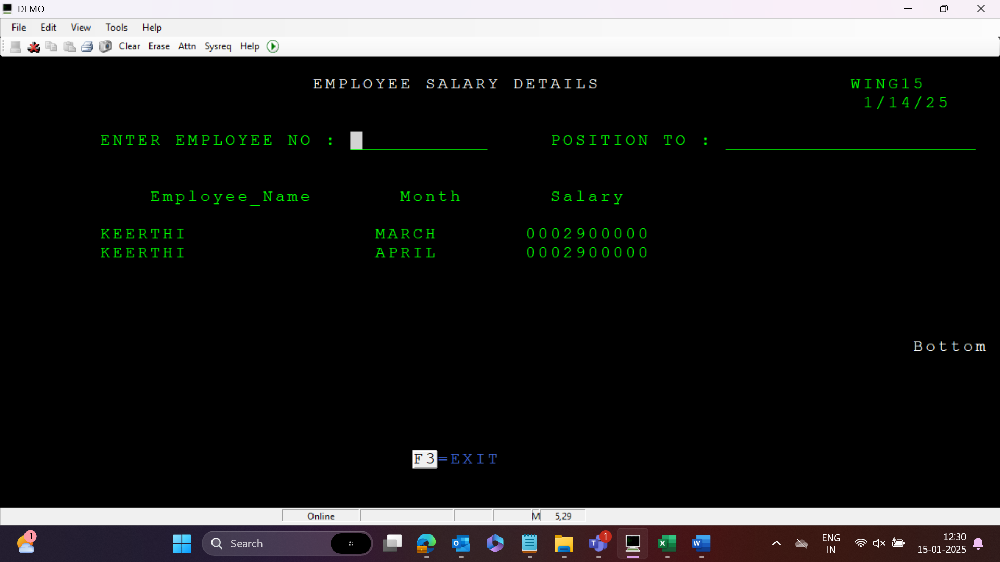 DEMO
File Edit View Tools Help
Clear Erase Attn Sysreq Help
EMPLOYEE SALARY DETAILS WING15
1/14/25
ENTER EMPLOYEE NO : POSITION TO :
Employee_Name Month Salary
KEERTHI MARCH 0002900000
KEERTHI APRIL 0002900000
Bottom
F3=EXIT
Online M 5,29
1 Search 1 ENG 12:30
IN 15-01-2025